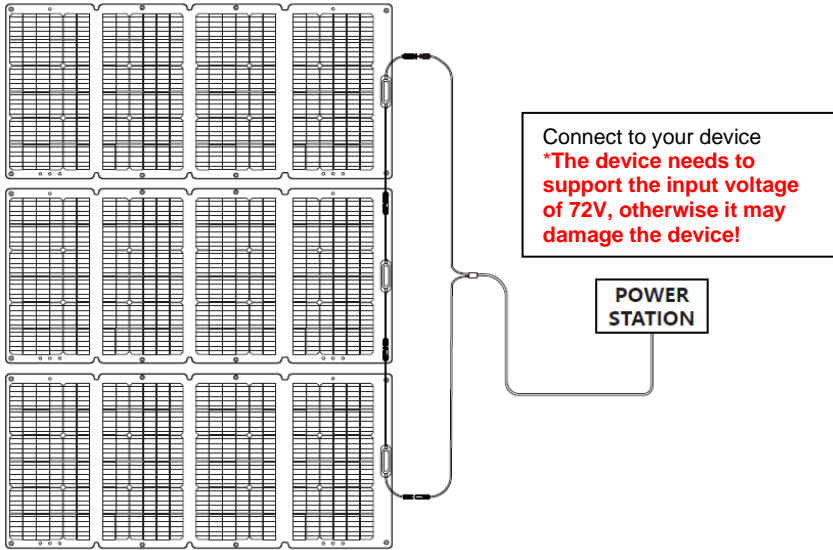 Connect to your device
*The device needs to
support the input voltage
of 72V, otherwise it may
damage the device!
POWER
STATION